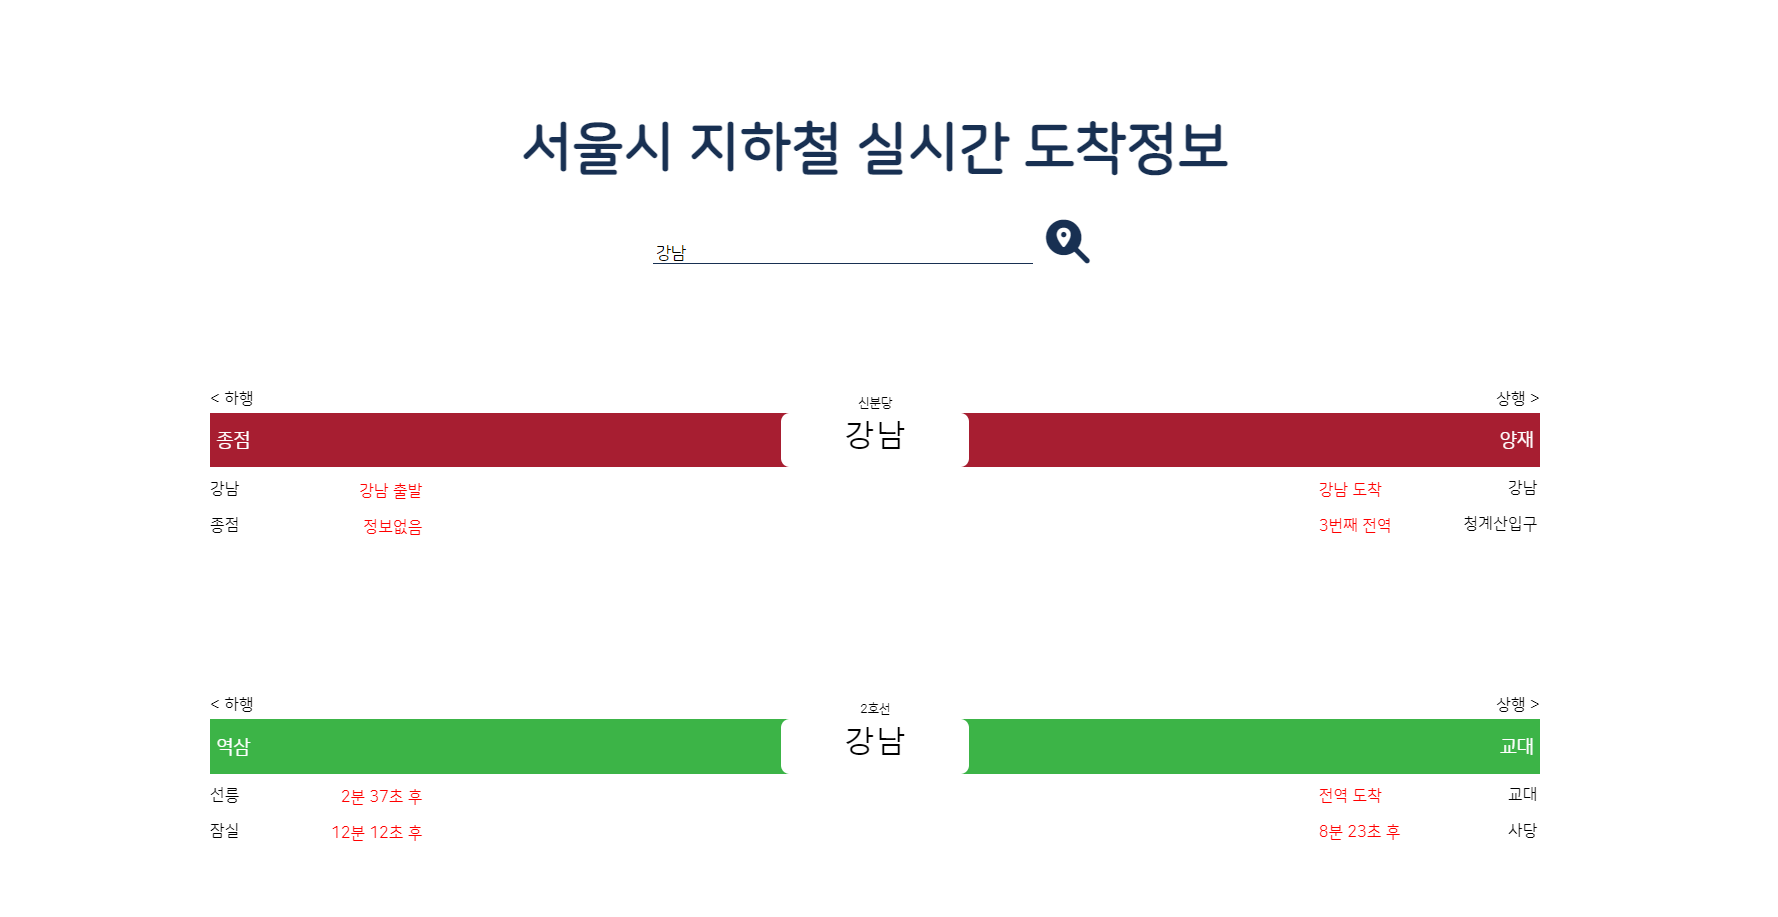 서울시 지하철 실시간 도착정보
강남
< 하행
신분당
상행 >
종점
강남
양재
강남
강남 출발
강남 도착
강남
종점
정보없음
3번째 전역
청계산입구
< 하행
2호선
상행 >
역삼
강남
교대
선릉
2분 37초 후
전역 도착
교대
잠실
12분 12초 후
8분 23초 후
사당